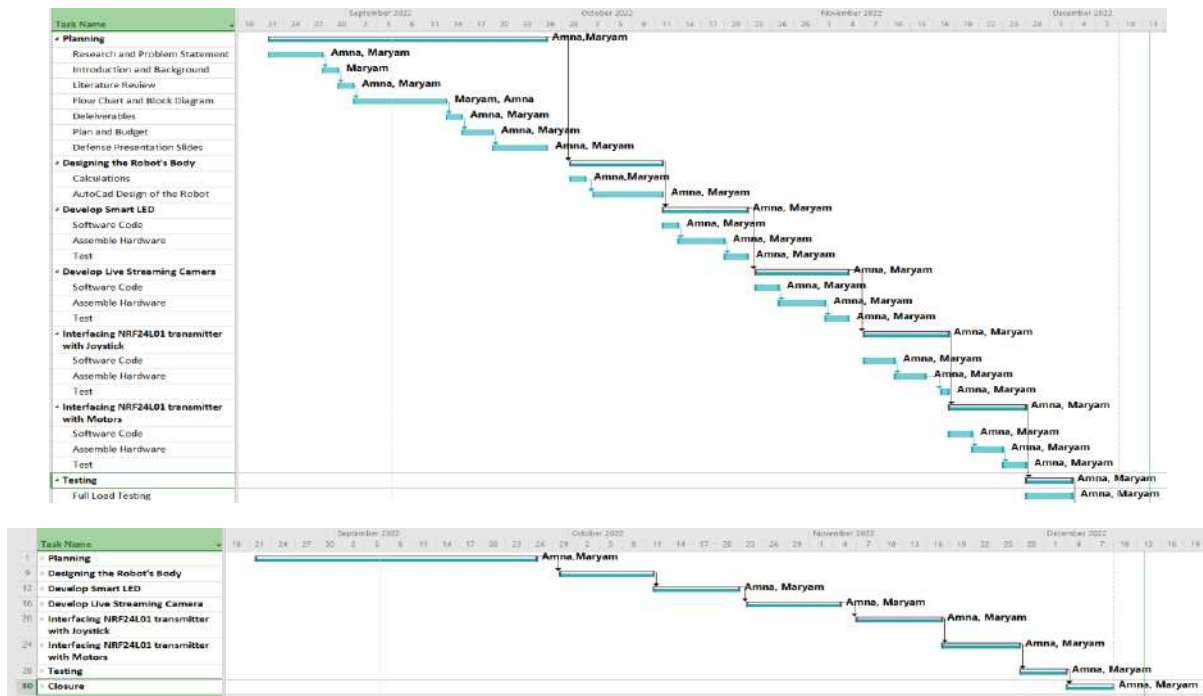 September 2022 October 2022 November 2022 December 2022
Task Name
Planning Amna,Maryam
Research and Problem Statement Amna, Maryam
Introduction and Background Maryam
Literature Review Amna, Maryam
Flow Chart and Block Diagram Maryam, Amna
Deleiverables Amna, Maryam
Plan and Budget Amna, Maryam
Defense Presentation Slides Amna, Maryam
Designing the Robot's Body
Calculations Amna,Maryam
AutoCad Design of the Robot Amna, Maryam
Develop Smart LED Amna, Maryam
Software Code Amna, Maryam
Assemble Hardware Amna, Maryam
Test Amna, Maryam
Develop Live Streaming Camera Amna, Maryam
Software Code Amna, Maryam
Assemble Hardware Amna, Maryam
Test Amna, Maryam
Interfacing NRF24L01 transmitter Amna, Maryam
with Joystick
Software Code Amna, Maryam
Assemble Hardware Amna, Maryam
Test Amna, Maryam
Interfacing NRF24L01 transmitter Amna, Maryam
with Motors
Software Code Amna, Maryam
Assemble Hardware Amna, Maryam
Test Amna, Maryam
Testing Amna, Maryam
Full Load Testing Amna, Maryam
September 2022 October 2022 November 2022 December 2022
Task Name
1 Planning Amna,Maryam
9 Designing the Robot's Body
12 Develop Smart LED Amna, Maryam
16 Develop Live Streaming Camera Amna, Maryam
20 Interfacing NRF24L01 transmitter Amna, Maryam
with Joystick
24 Interfacing NRF24L01 transmitter Amna, Maryam
with Motors
28 Testing Amna, Maryam
30 Closure Amna, Maryam